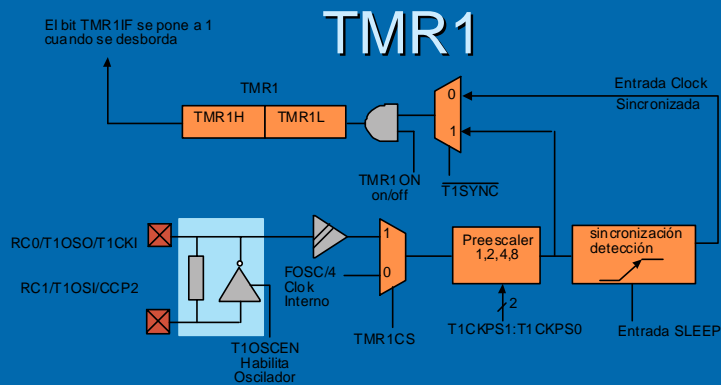 TMR1
El bit TMR1IF se pone a 1
cuando se desborda
TMR1
TMR1H
TMR1L
0
1
Entrada Clock
Sincronizada
TMR1ON
on/off
T1SYNC
RC0/T1OSO/T1CKI
RC1/T1OSI/CCP2
T1OSCEN
Habilita
Oscilador
FOSC/4
Clok
Interno
1
0
TMR1CS
Preescaler
1,2,4,8
2
T1CKPS1:T1CKPS0
sincronización
detección
Entrada SLEEP